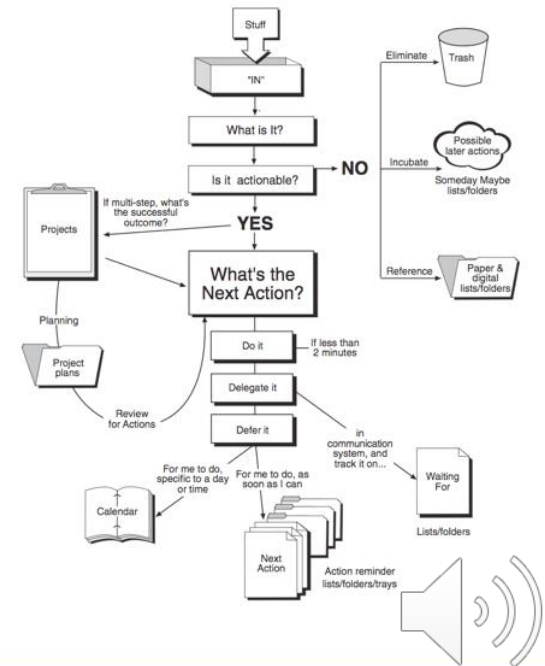 Stuff
"IN"
What is It?
Is it actionable?
NO
Eliminate
Trash
Incubate
Possible
later actions
Someday Maybe
lists/folders
Reference
Paper &
digital
lists/folders
YES
If multi-step, what's
the successful
outcome?
Projects
Planning
Project
plans
Review
for Actions
What's the
Next Action?
Do it
If less than
2 minutes
Delegate it
in
communication
system, and
track it on...
Waiting
For
Lists/folders
Defer it
For me to do,
specific to a day
or time
Calendar
For me to do, as
soon as I can
Next
Action
Action reminder
lists/folders/trays